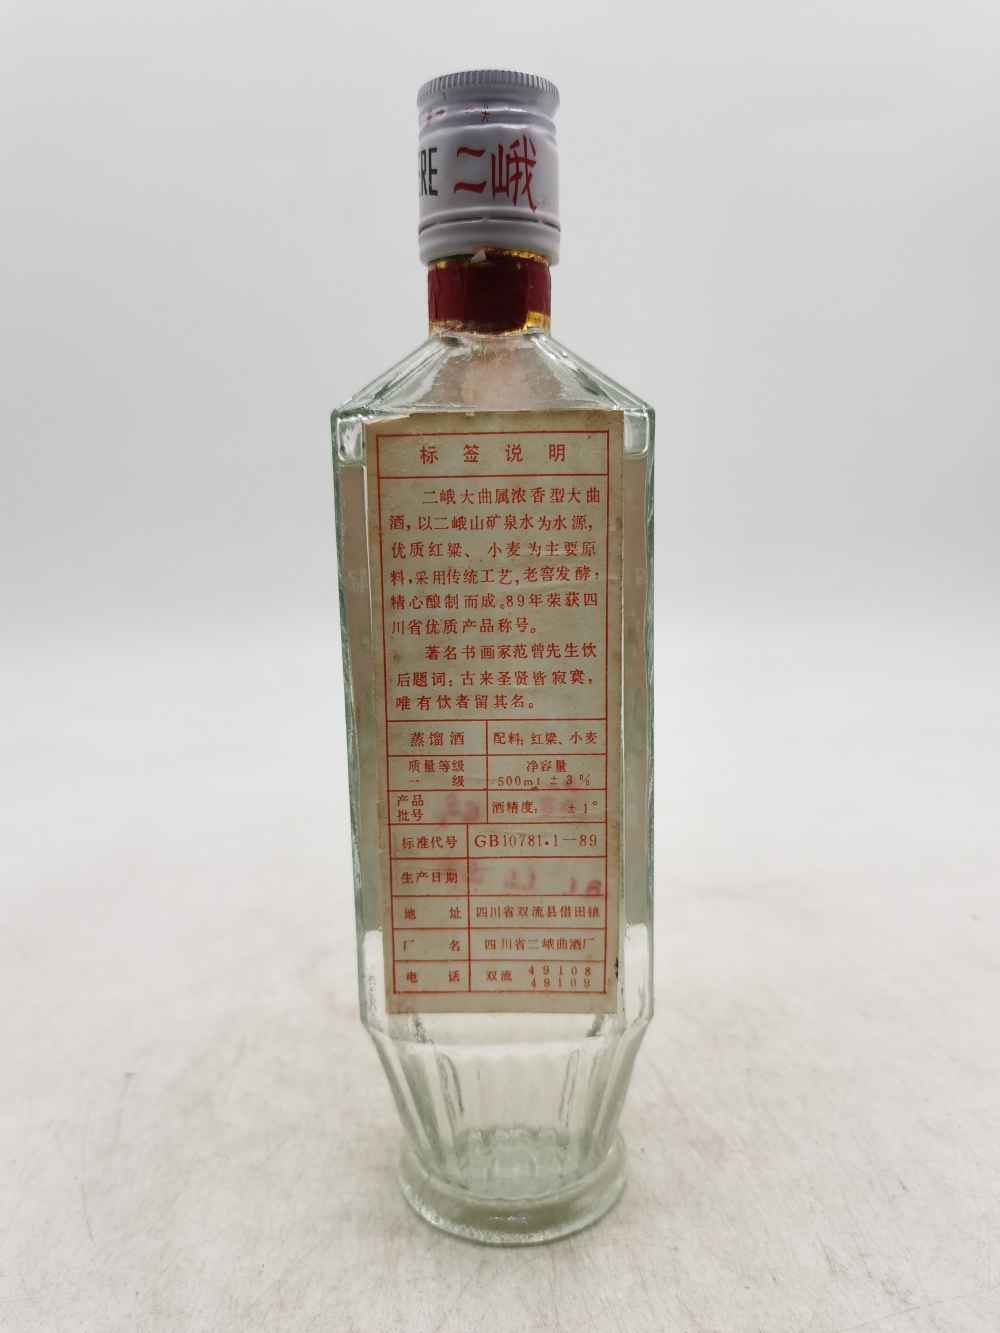 RE 二峨
标签说明
二峨大曲属浓香型大曲
酒，以二峨山矿泉水为水源，
优质红粱、小麦为主要原
料，采用传统工艺，老窖发酵，
精心酿制而成。89年荣获四
川省优质产品称号。
著名书画家范曾先生饮
后题词：古来圣贤皆寂寞，
唯有饮者留其名。
蒸馏酒 配料：红粱、小麦
质量等级 净容量
一级 500ml ±3%
产品
批号 酒精度： ±1°
标准代号 GB10781.1—89
生产日期
地址 四川省双流县借田镇
厂名 四川省二峨曲酒厂
电话 双流 49108
49109